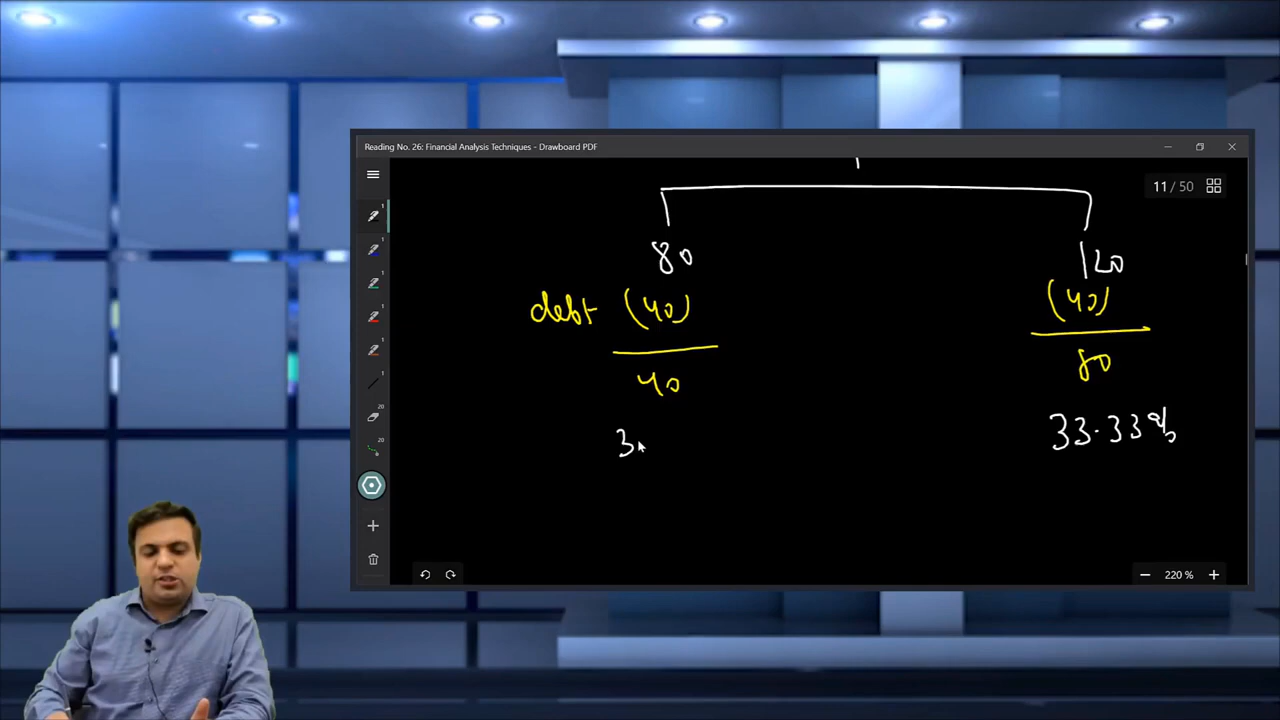 Reading No. 26: Financial Analysis Techniques - Drawboard PDF
11 / 50
80
120
debt (40)
(40)
40
80
3
33.33%
220 %